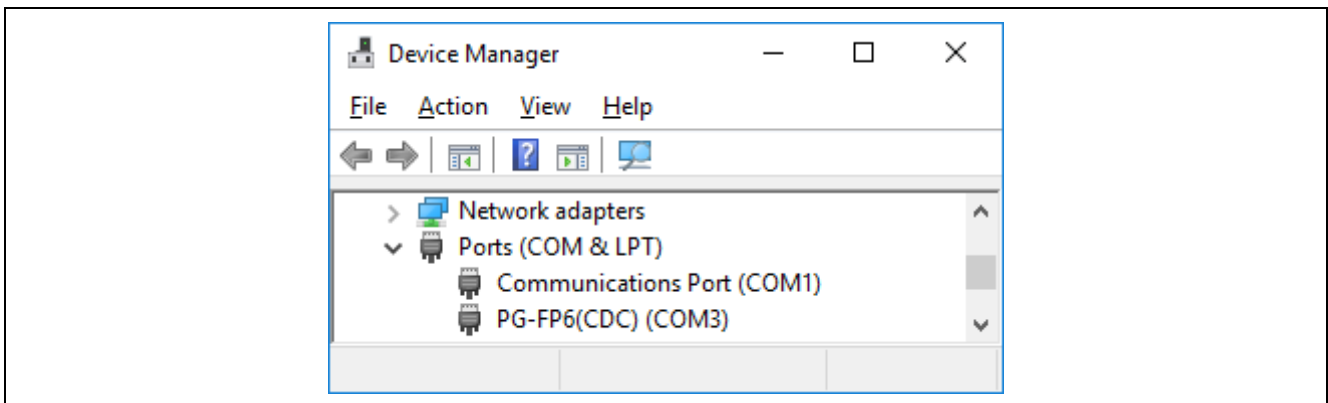 Device Manager
File Action View Help
Network adapters
Ports (COM & LPT)
Communications Port (COM1)
PG-FP6(CDC) (COM3)